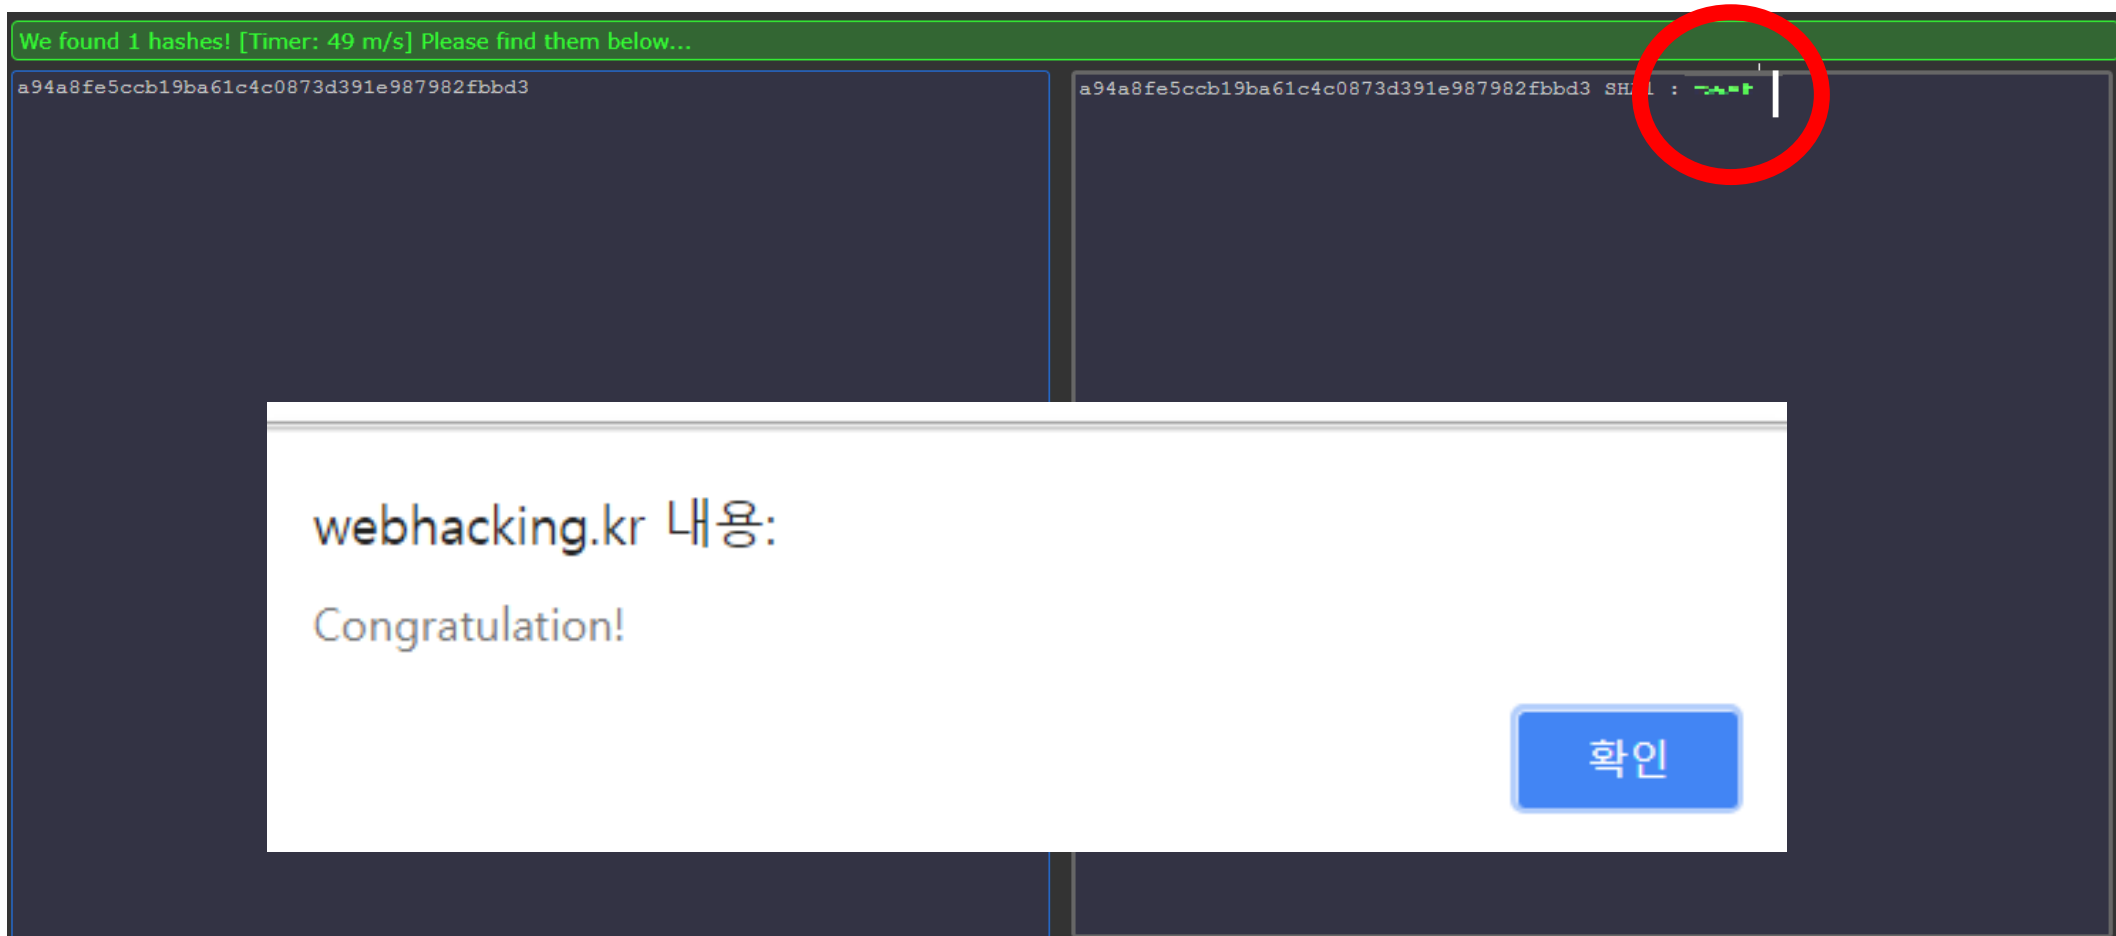 We found 1 hashes! [Timer: 49 m/s] Please find them below...
a94a8fe5ccb19ba61c4c0873d391e987982fbbd3
a94a8fe5ccb19ba61c4c0873d391e987982fbbd3 SHA1 :
webhacking.kr 내용:
Congratulation!
확인